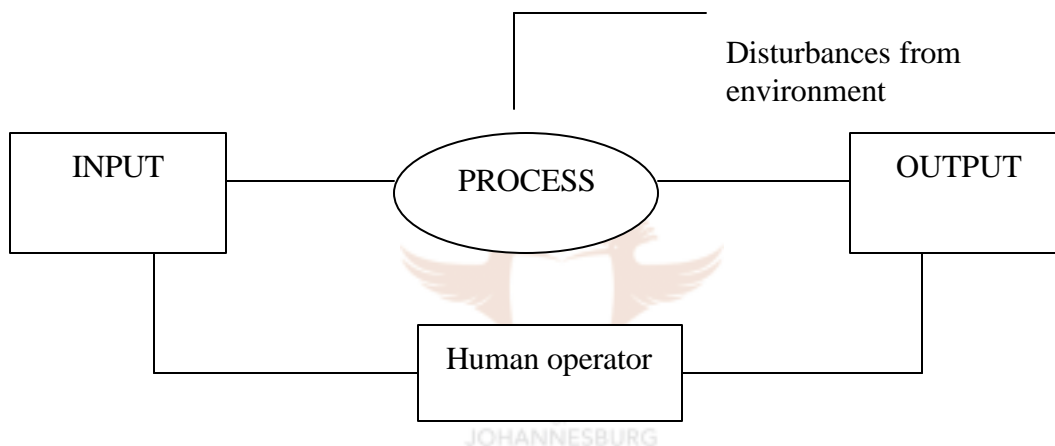 Disturbances from
environment
INPUT
PROCESS
OUTPUT
Human operator
JOHANNESBURG